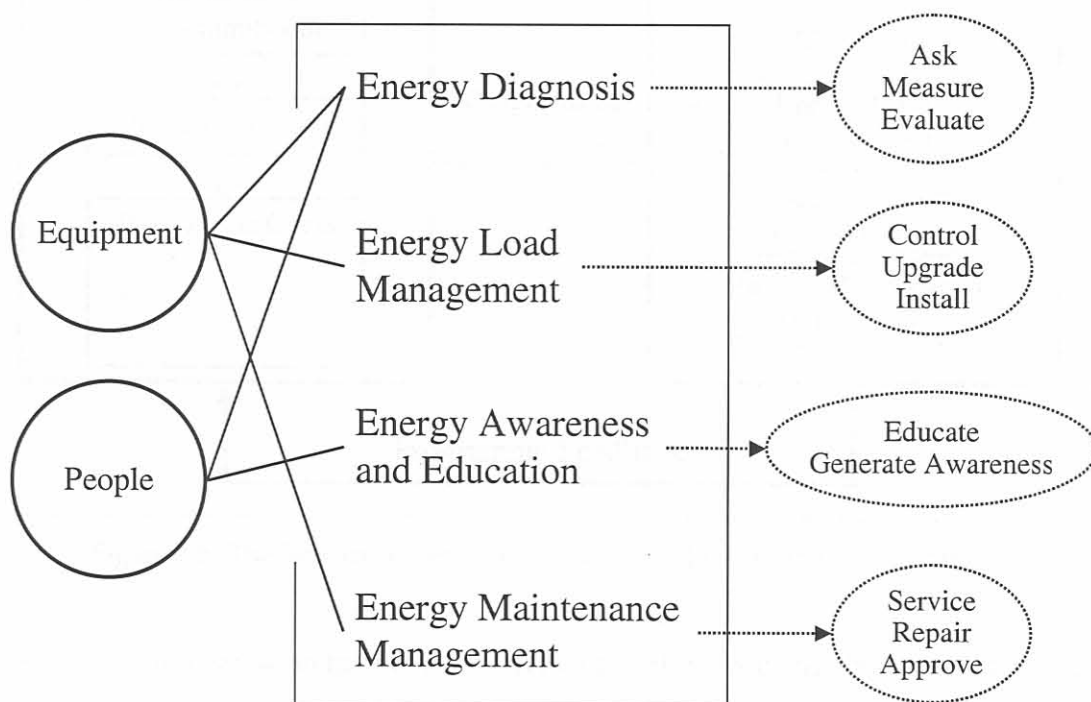 Energy Diagnosis
Ask
Measure
Evaluate
Equipment
Energy Load
Management
Control
Upgrade
Install
People
Energy Awareness
and Education
Educate
Generate Awareness
Energy Maintenance
Management
Service
Repair
Approve